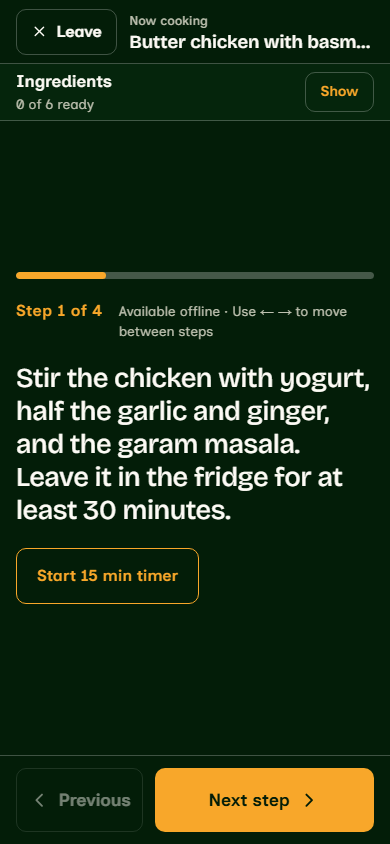 Leave
Now cooking
Butter chicken with basm...
Ingredients
0 of 6 ready
Show
Step 1 of 4
Available offline · Use ← → to move
between steps
Stir the chicken with yogurt,
half the garlic and ginger,
and the garam masala.
Leave it in the fridge for at
least 30 minutes.
Start 15 min timer
Previous
Next step